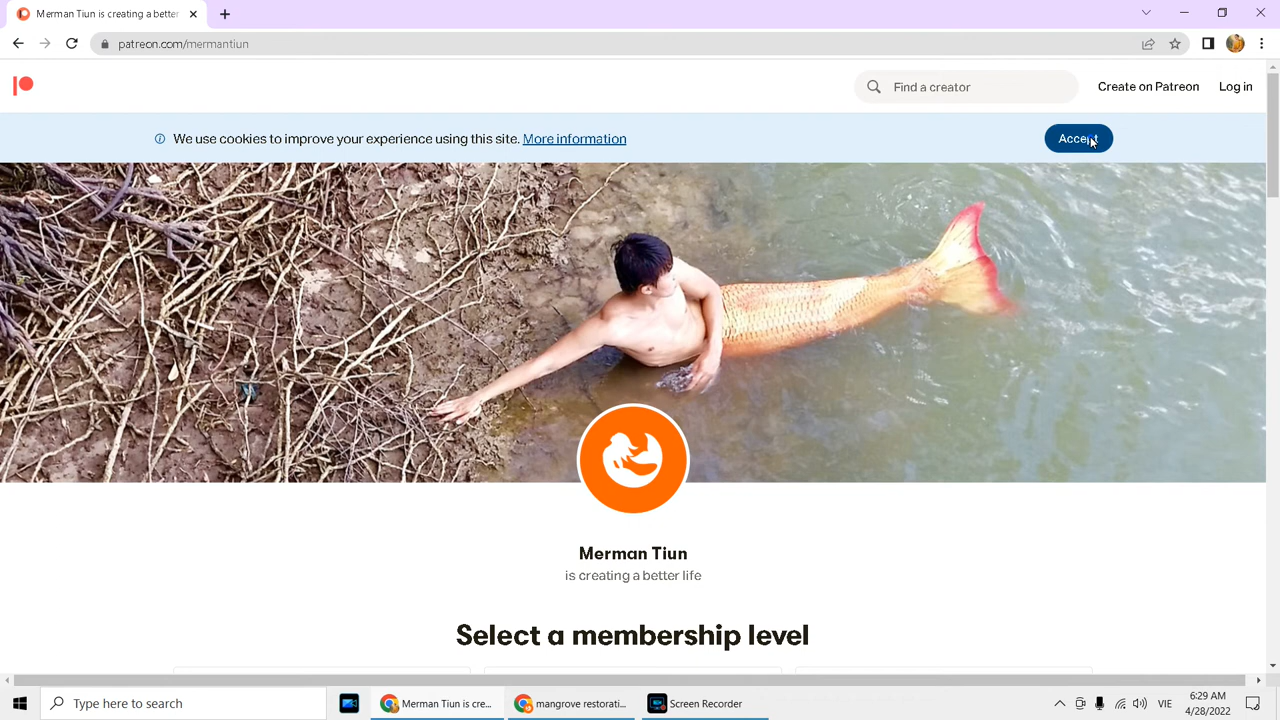 Merman Tiun is creating a better
patreon.com/mermantiun
Find a creator
Create on Patreon
Log in
We use cookies to improve your experience using this site. More information
Accept
Merman Tiun
is creating a better life
Select a membership level
Type here to search
Merman Tiun is cre...
mangrove restorati...
Screen Recorder
VIE
6:29 AM
4/28/2022